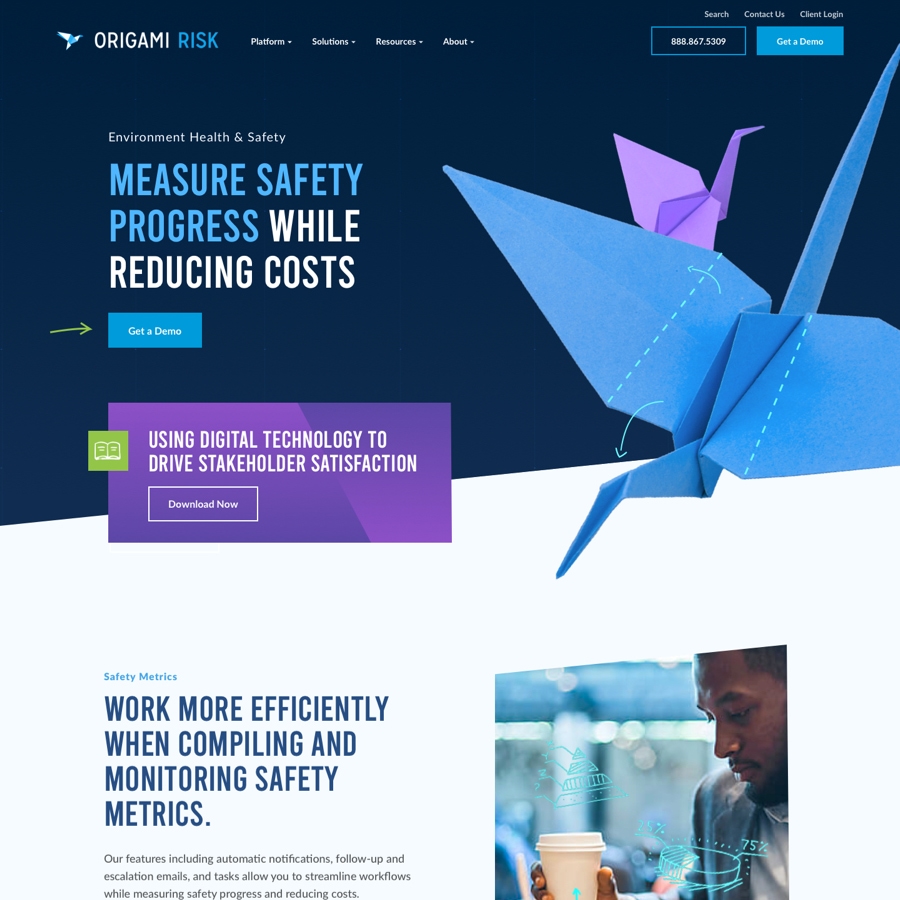 Search Contact Us Client Login
ORIGAMI RISK Platform Solutions Resources About 888.867.5309 Get a Demo
Environment Health & Safety
MEASURE SAFETY
PROGRESS WHILE
REDUCING COSTS
Get a Demo
USING DIGITAL TECHNOLOGY TO
DRIVE STAKEHOLDER SATISFACTION
Download Now
Safety Metrics
WORK MORE EFFICIENTLY
WHEN COMPILING AND
MONITORING SAFETY
METRICS.
Our features including automatic notifications, follow-up and
escalation emails, and tasks allow you to streamline workflows
while measuring safety progress and reducing costs.
25%
75%